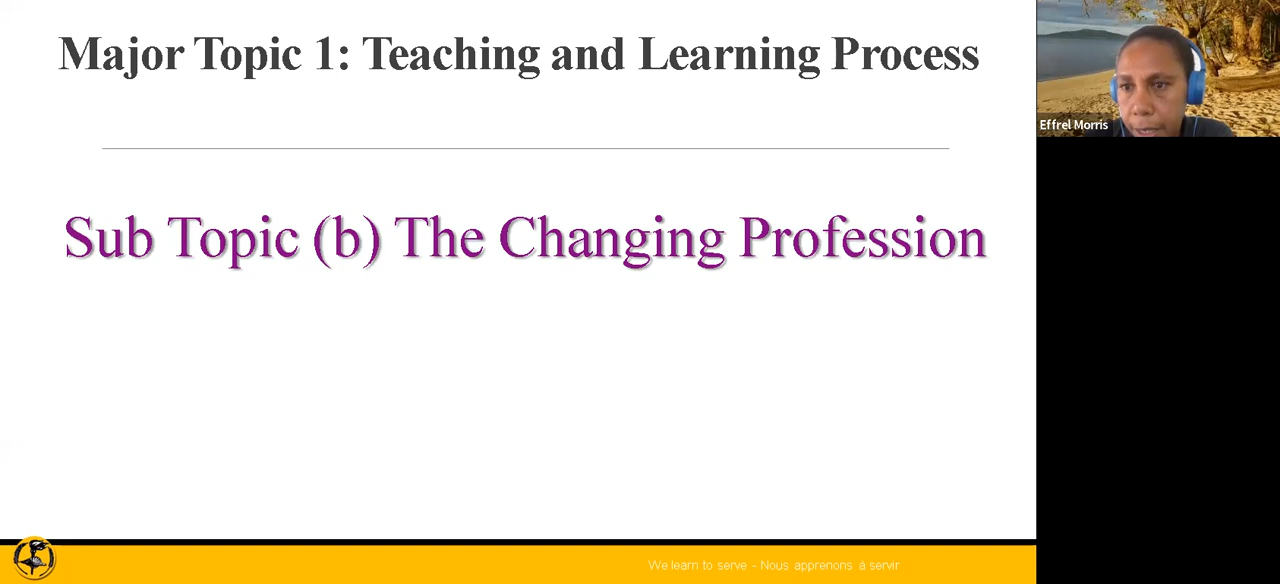 Major Topic 1: Teaching and Learning Process
Effrel Morris
Sub Topic (b) The Changing Profession
We learn to serve - Nous apprenons à servir